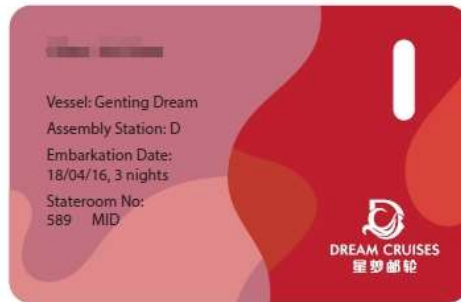 Vessel: Genting Dream
Assembly Station: D
Embarkation Date:
18/04/16, 3 nights
Stateroom No:
589 MID
DREAM CRUISES
星梦邮轮